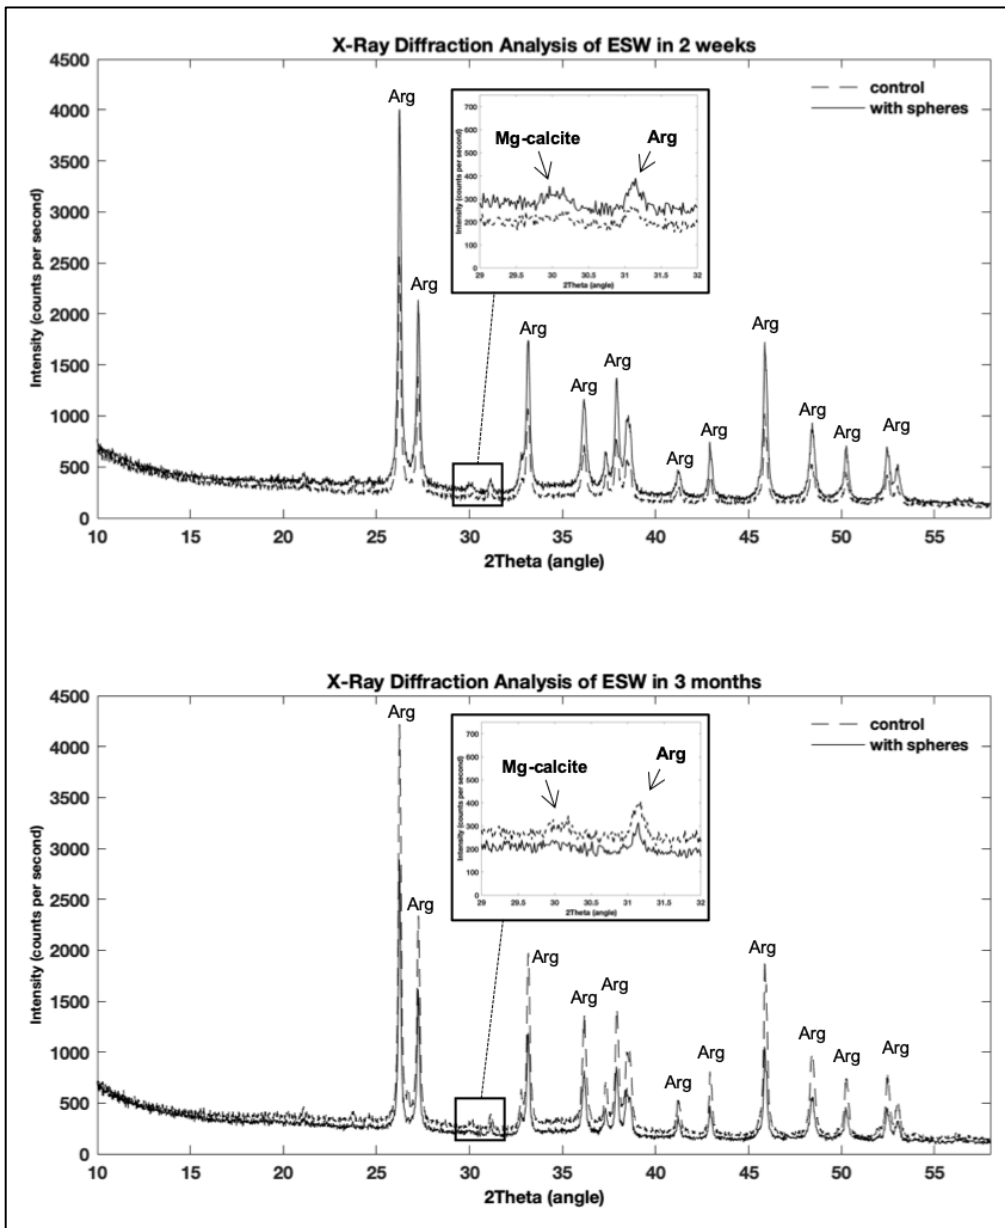 X-Ray Diffraction Analysis of ESW in 2 weeks
4500
4000
3500
3000
2500
2000
1500
1000
500
0
Intensity (counts per second)
Arg
Arg
Arg
Arg
Arg
Arg
Arg
Arg
Arg
Arg
Arg
control
with spheres
Mg-calcite
Arg
700
600
500
400
300
200
100
0
Intensity (counts per second)
29 29.5 30 30.5 31 31.5 32
2Theta (angle)
10 15 20 25 30 35 40 45 50 55
2Theta (angle)
X-Ray Diffraction Analysis of ESW in 3 months
4500
4000
3500
3000
2500
2000
1500
1000
500
0
Intensity (counts per second)
Arg
Arg
Arg
Arg
Arg
Arg
Arg
Arg
Arg
Arg
Arg
control
with spheres
Mg-calcite
Arg
700
600
500
400
300
200
100
0
Intensity (counts per second)
29 29.5 30 30.5 31 31.5 32
2Theta (angle)
10 15 20 25 30 35 40 45 50 55
2Theta (angle)